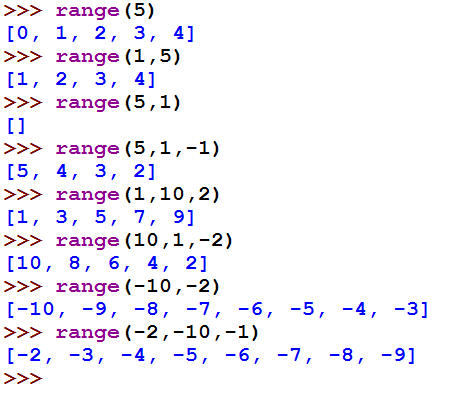 >>> range(5)
[0, 1, 2, 3, 4]
>>> range(1,5)
[1, 2, 3, 4]
>>> range(5,1)
[]
>>> range(5,1,-1)
[5, 4, 3, 2]
>>> range(1,10,2)
[1, 3, 5, 7, 9]
>>> range(10,1,-2)
[10, 8, 6, 4, 2]
>>> range(-10,-2)
[-10, -9, -8, -7, -6, -5, -4, -3]
>>> range(-2,-10,-1)
[-2, -3, -4, -5, -6, -7, -8, -9]
>>>